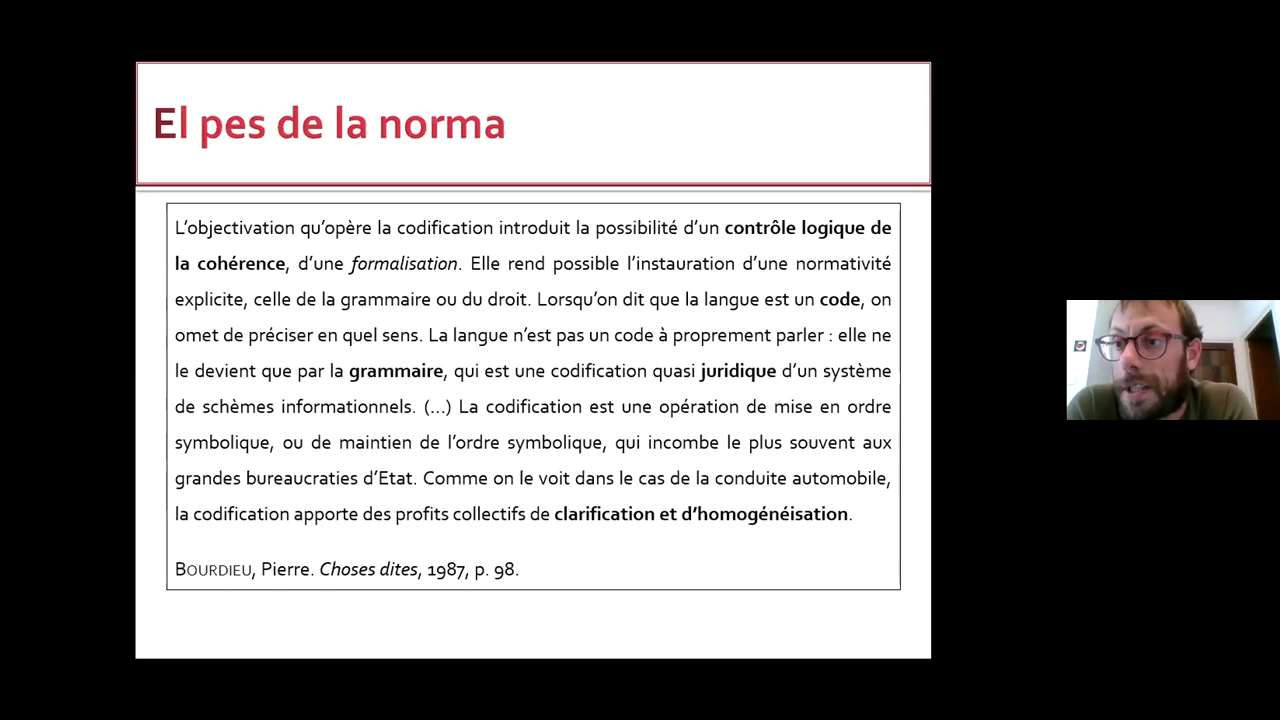 El pes de la norma
L’objectivation qu’opère la codification introduit la possibilité d’un contrôle logique de
la cohérence, d’une formalisation. Elle rend possible l’instauration d’une normativité
explicite, celle de la grammaire ou du droit. Lorsqu’on dit que la langue est un code, on
omet de préciser en quel sens. La langue n’est pas un code à proprement parler : elle ne
le devient que par la grammaire, qui est une codification quasi juridique d’un système
de schèmes informationnels. (…) La codification est une opération de mise en ordre
symbolique, ou de maintien de l’ordre symbolique, qui incombe le plus souvent aux
grandes bureaucraties d’Etat. Comme on le voit dans le cas de la conduite automobile,
la codification apporte des profits collectifs de clarification et d’homogénéisation.
BOURDIEU, Pierre. Choses dites, 1987, p. 98.